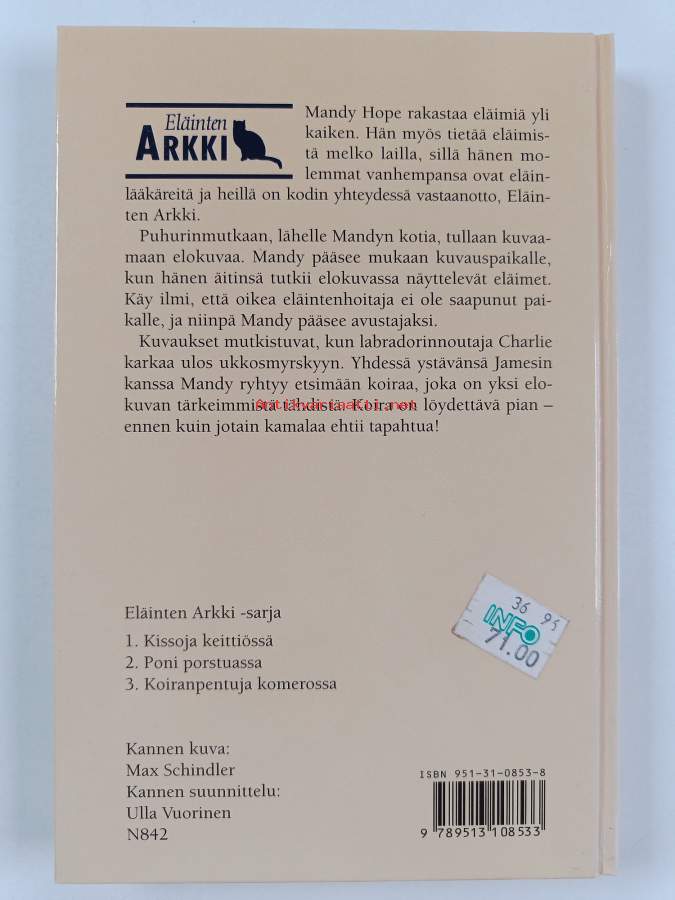 Eläinten
ARKKI
Mandy Hope rakastaa eläimiä yli
kaiken. Hän myös tietää eläimis-
tä melko lailla, sillä hänen mo-
lemmat vanhempansa ovat eläin-
lääkäreitä ja heillä on kodin yhteydessä vastaanotto, Eläin-
ten Arkki.
Puhurinmutkaan, lähelle Mandyn kotia, tullaan kuvaa-
maan elokuvaa. Mandy pääsee mukaan kuvauspaikalle,
kun hänen äitinsä tutkii elokuvassa näyttelevät eläimet.
Käy ilmi, että oikea eläintenhoitaja ei ole saapunut pai-
kalle, ja niinpä Mandy pääsee avustajaksi.
Kuvaukset mutkistuvat, kun labradorinnoutaja Charlie
karkaa ulos ukkosmyrskyyn. Yhdessä ystävänsä Jamesin
kanssa Mandy ryhtyy etsimään koiraa, joka on yksi elo-
kuvan tärkeimmistä tähdistä. Koira on löydettävä pian –
Antikvariaatti.net
ennen kuin jotain kamalaa ehtii tapahtua!
Eläinten Arkki -sarja
1. Kissoja keittiössä
2. Poni porstuassa
3. Koiranpentuja komerossa
36 94
INFO
71.00
Kannen kuva:
Max Schindler
Kannen suunnittelu:
Ulla Vuorinen
N842
ISBN 951-31-0853-8
9 789513 108533